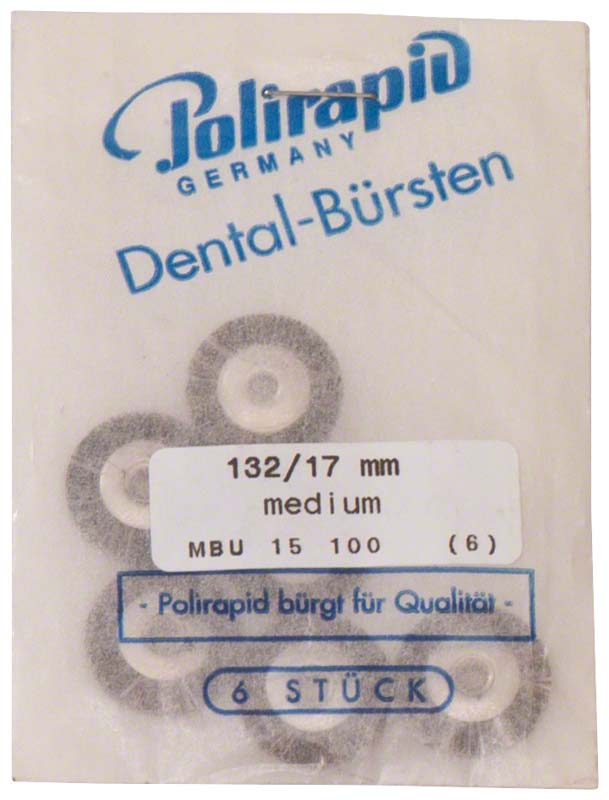 Polirapid
GERMANY
Dental-Bürsten
132/17 mm
medium
MBU 15 100 (6)
- Polirapid bürgt für Qualität -
6 STÜCK